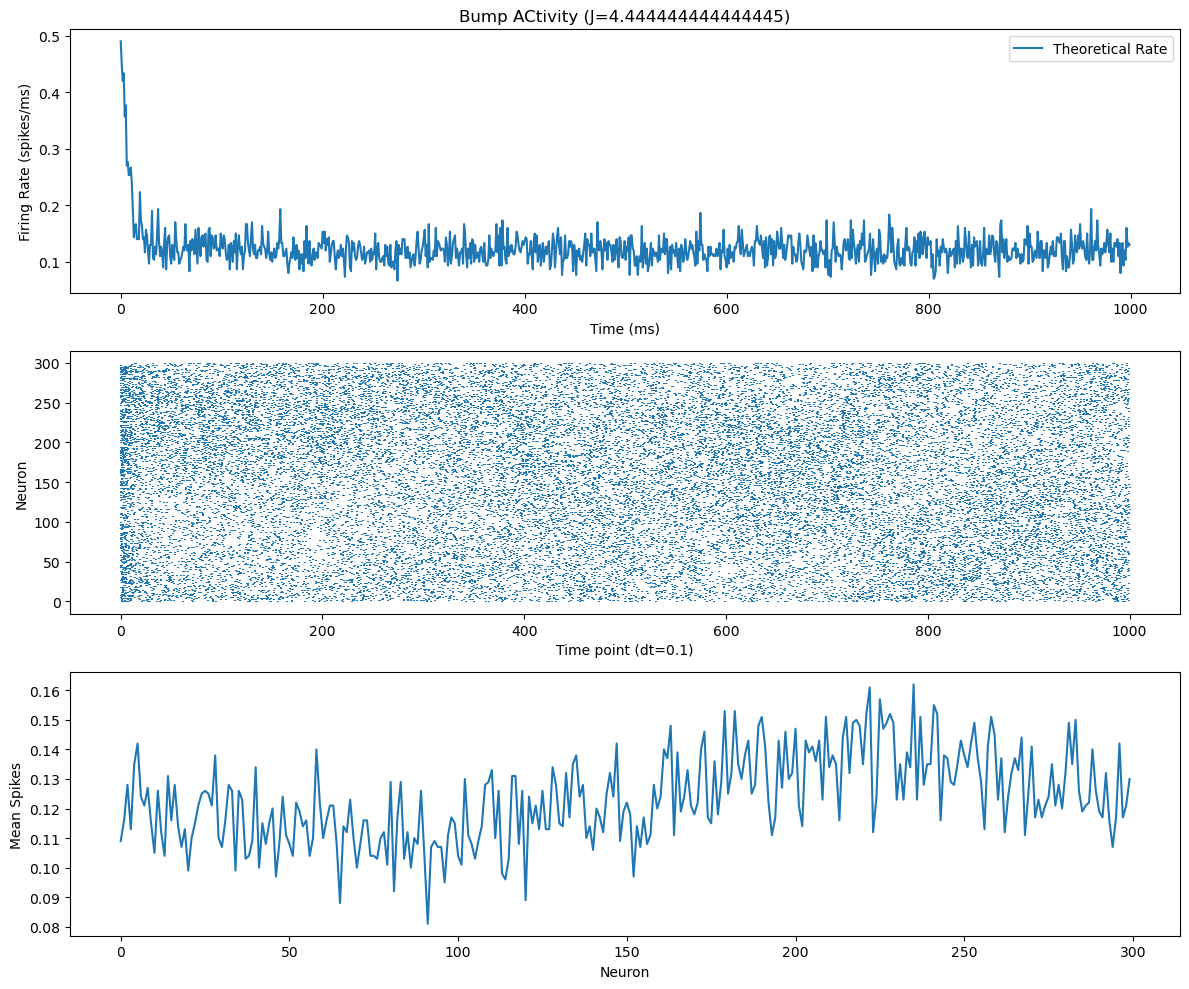 Bump ACtivity (J=4.444444444444445)
Theoretical Rate
Firing Rate (spikes/ms)
0.5
0.4
0.3
0.2
0.1
0 200 400 600 800 1000
Time (ms)
Neuron
300
250
200
150
100
50
0
0 200 400 600 800 1000
Time point (dt=0.1)
Mean Spikes
0.16
0.15
0.14
0.13
0.12
0.11
0.10
0.09
0.08
0 50 100 150 200 250 300
Neuron